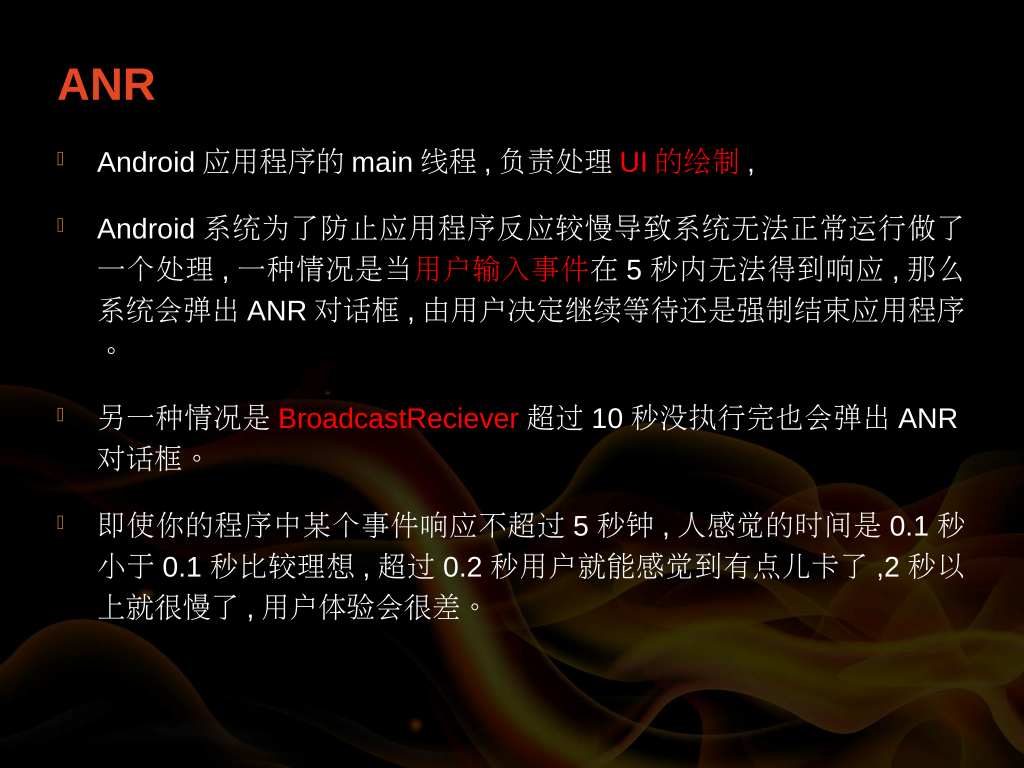 ANR
Android 应用程序的 main 线程 , 负责处理 UI 的绘制 ,
Android 系统为了防止应用程序反应较慢导致系统无法正常运行做了
一个处理 , 一种情况是当用户输入事件在 5 秒内无法得到响应 , 那么
系统会弹出 ANR 对话框 , 由用户决定继续等待还是强制结束应用程序
。
另一种情况是 BroadcastReciever 超过 10 秒没执行完也会弹出 ANR
对话框。
即使你的程序中某个事件响应不超过 5 秒钟 , 人感觉的时间是 0.1 秒
小于 0.1 秒比较理想 , 超过 0.2 秒用户就能感觉到有点儿卡了 ,2 秒以
上就很慢了 , 用户体验会很差。